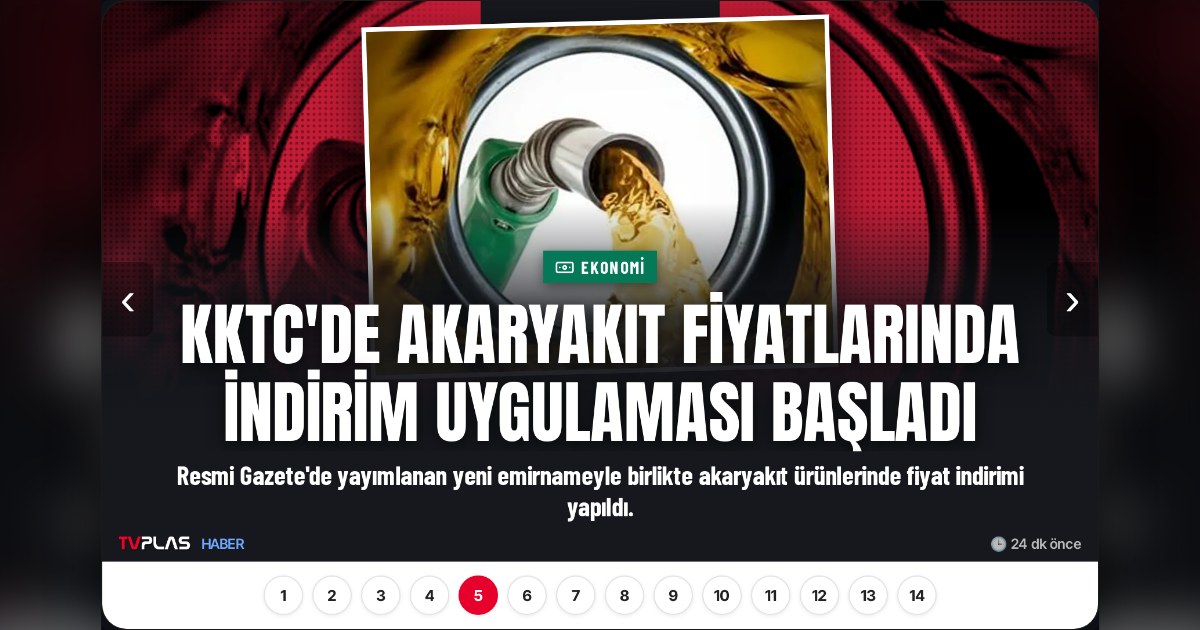 EKONOMİ
KKTC'DE AKARYAKIT FİYATLARINDA
İNDİRİM UYGULAMASI BAŞLADI
Resmi Gazete'de yayımlanan yeni emirnameyle birlikte akaryakıt ürünlerinde fiyat indirimi
yapıldı.
TVPLAS HABER
24 dk önce
1 2 3 4 5 6 7 8 9 10 11 12 13 14